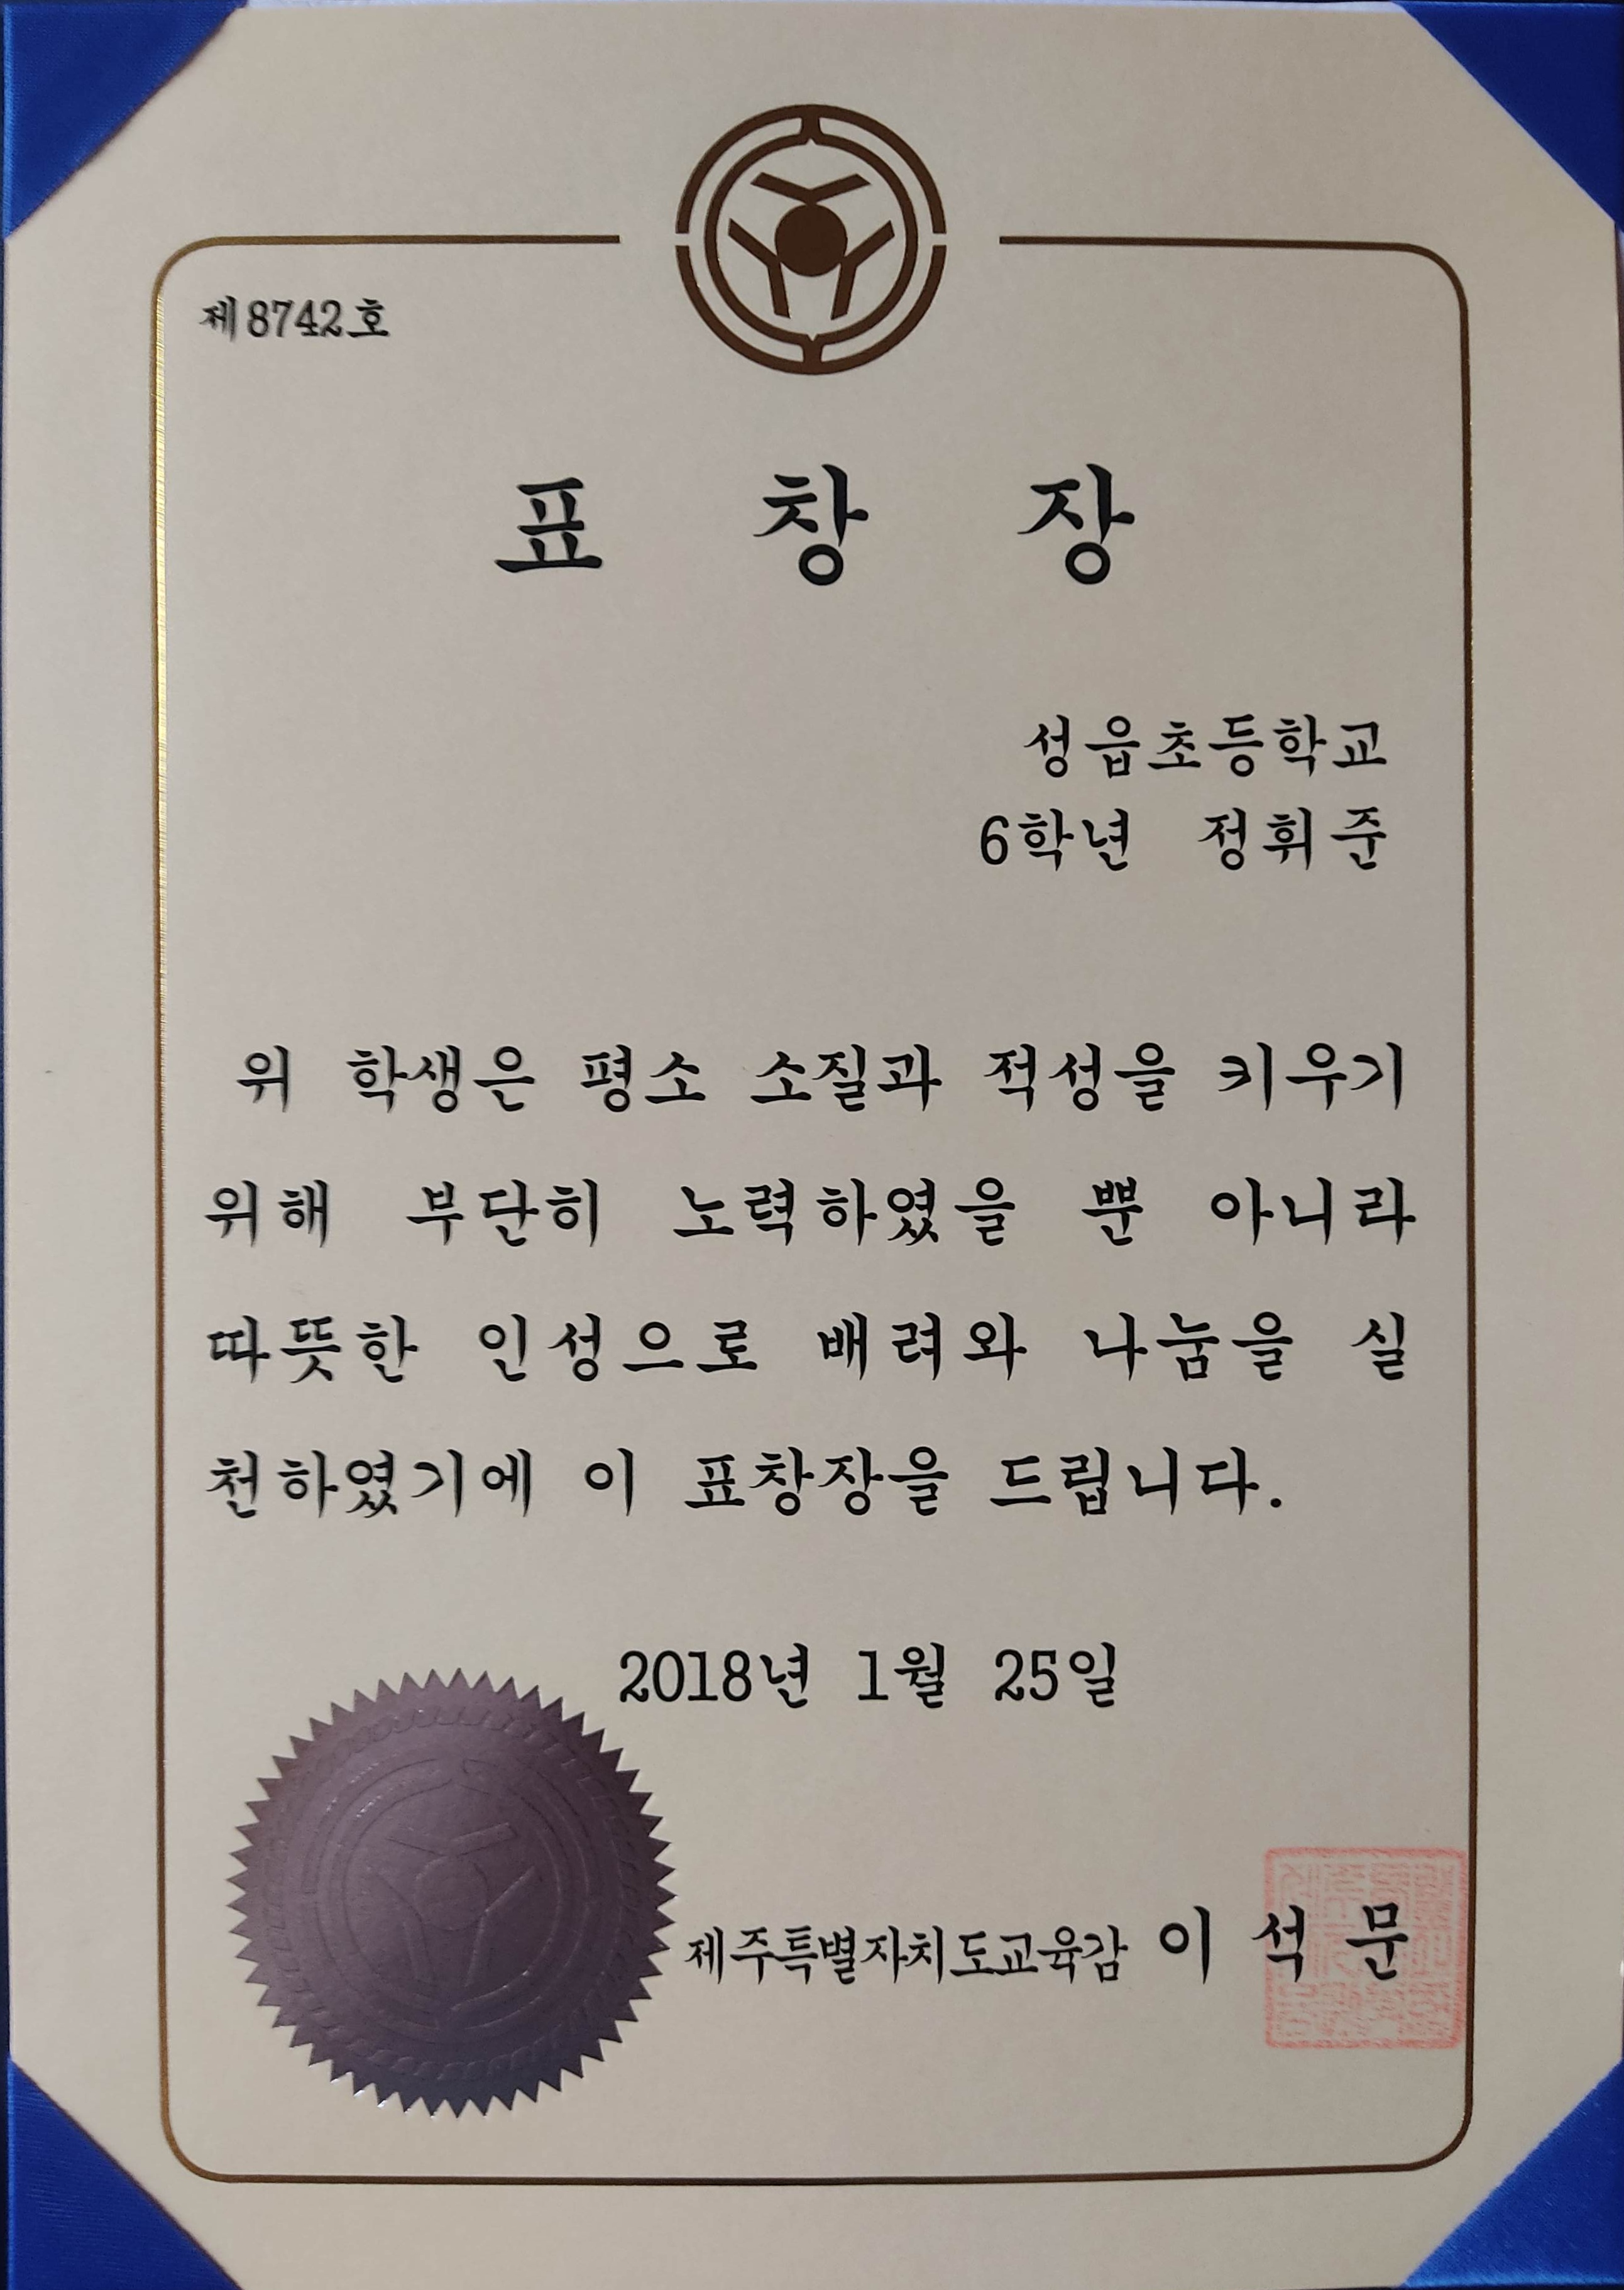 제8742호
표 창 장
성읍초등학교
6학년 정휘준
위 학생은 평소 소질과 적성을 키우기
위해 부단히 노력하였을 뿐 아니라
따뜻한 인성으로 배려와 나눔을 실
천하였기에 이 표창장을 드립니다.
2018년 1월 25일
제주특별자치도교육감 이 석 문